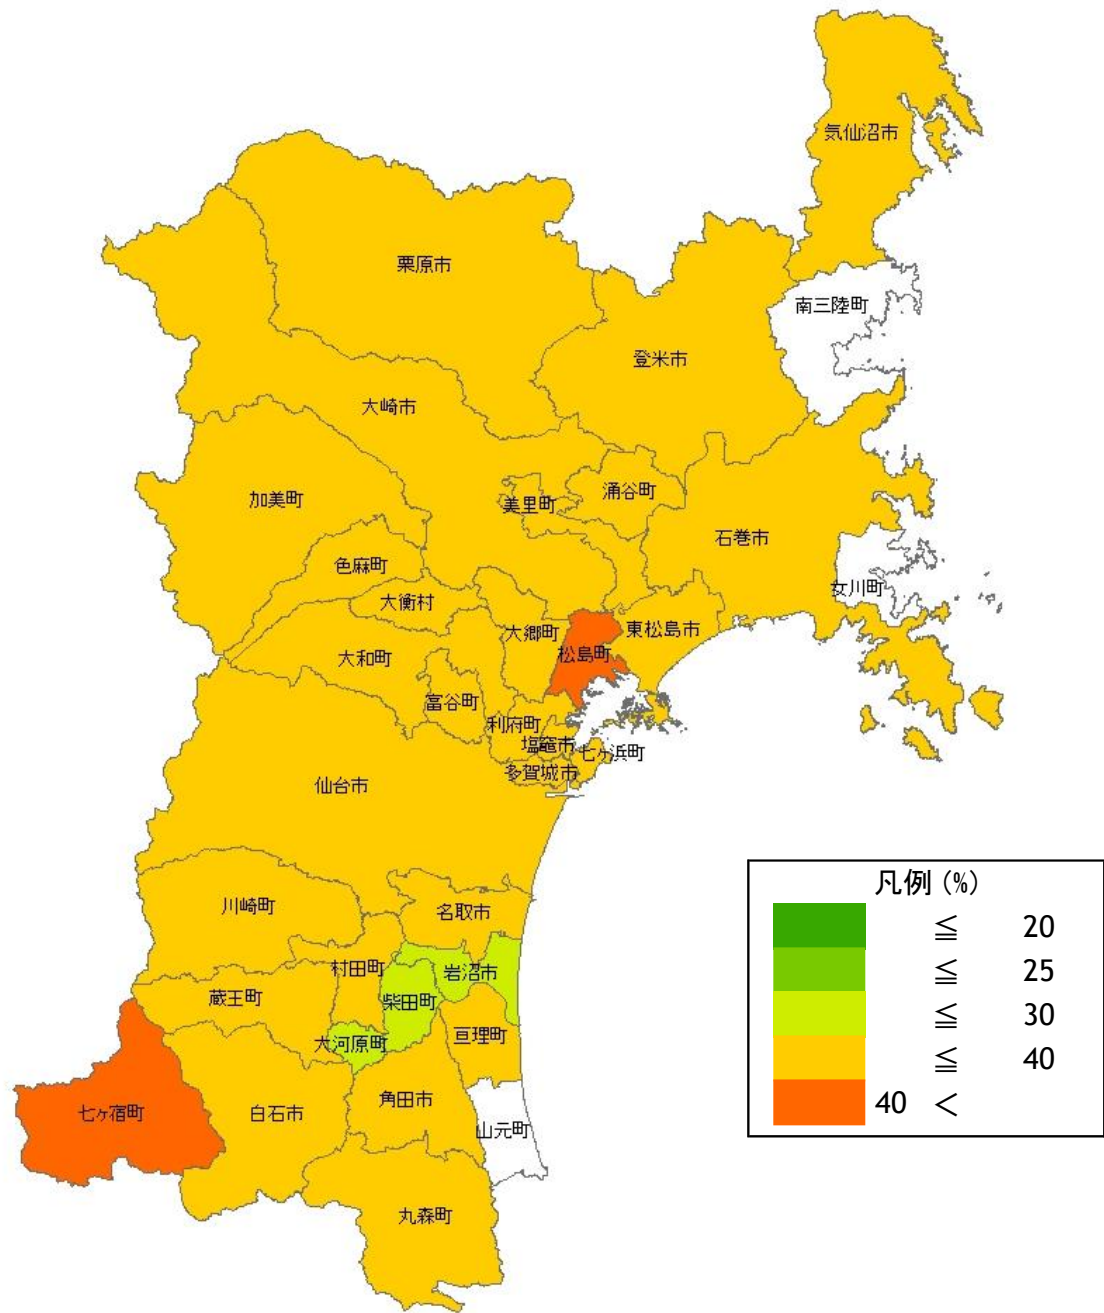 気仙沼市
栗原市
南三陸町
登米市
大崎市
加美町
美里町
涌谷町
石巻市
色麻町
女川町
大衡村
大郷町
東松島市
松島町
大和町
富谷町
利府町
塩竈市
七ヶ浜町
多賀城市
仙台市
川崎町
名取市
村田町
岩沼市
蔵王町
柴田町
亘理町
大河原町
七ヶ宿町
白石市
角田市
山元町
丸森町
凡例 (%)
≦ 20
≦ 25
≦ 30
≦ 40
40 <